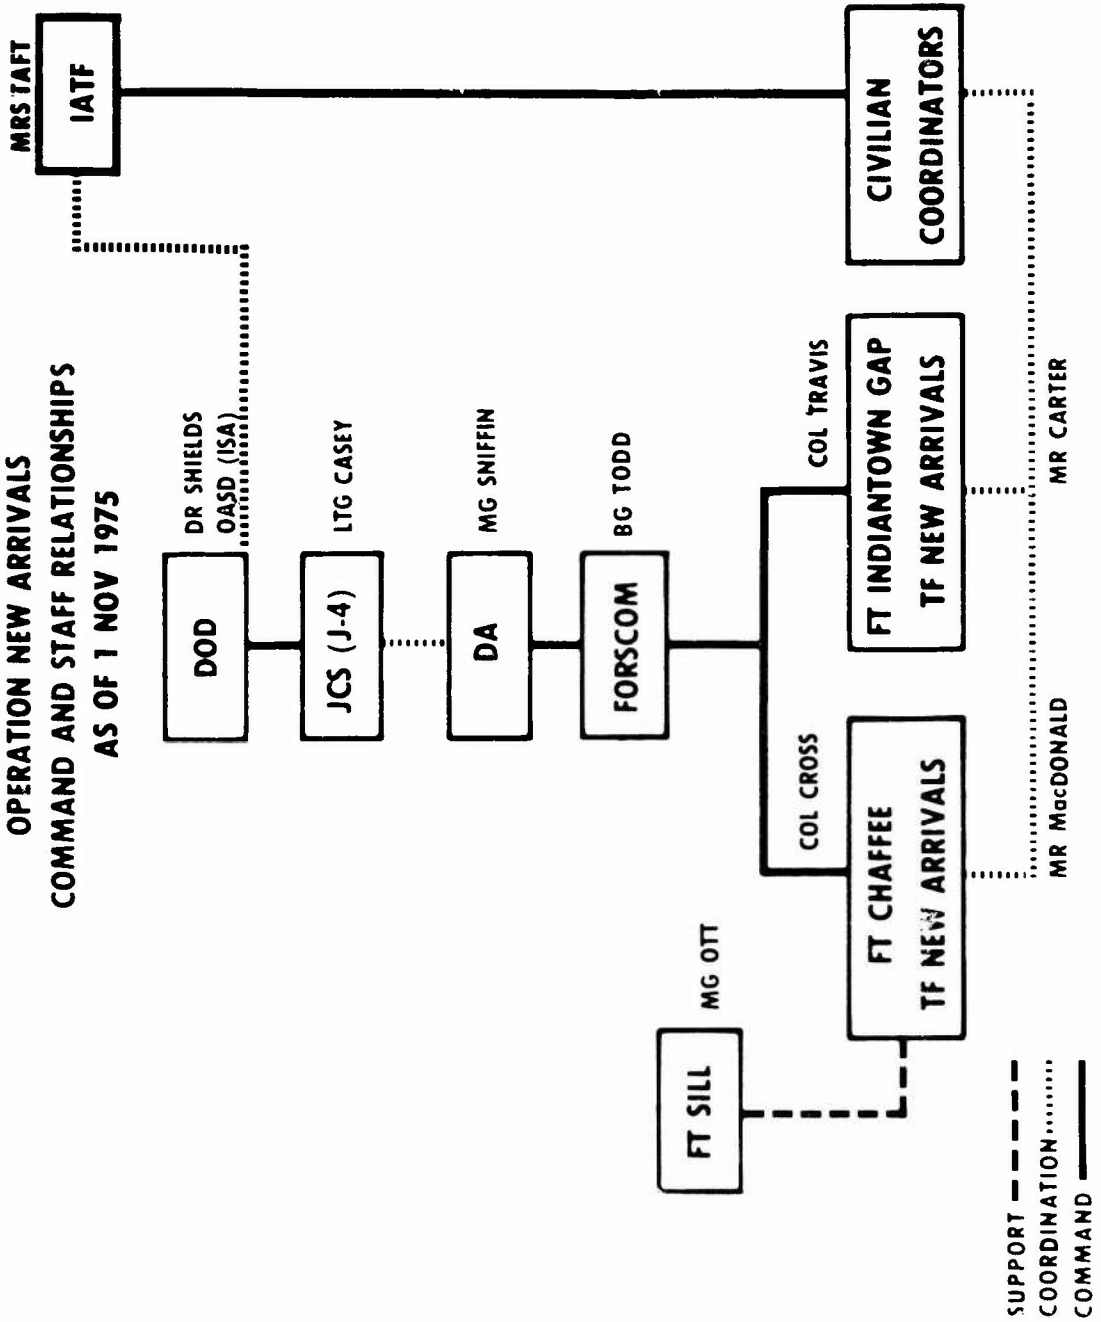 OPERATION NEW ARRIVALS
COMMAND AND STAFF RELATIONSHIPS
AS OF 1 NOV 1975
MRS TAFT
IATF
DR SHIELDS
OASD (ISA)
DOD
LTG CASEY
JCS (J-4)
MG SNIFFIN
DA
BG TODD
FORSCOM
MG OTT
FT SILL
COL CROSS
FT CHAFFEE
TF NEW ARRIVALS
COL TRAVIS
FT INDIANTOWN GAP
TF NEW ARRIVALS
CIVILIAN
COORDINATORS
MR MacDONALD
MR CARTER
SUPPORT
COORDINATION
COMMAND